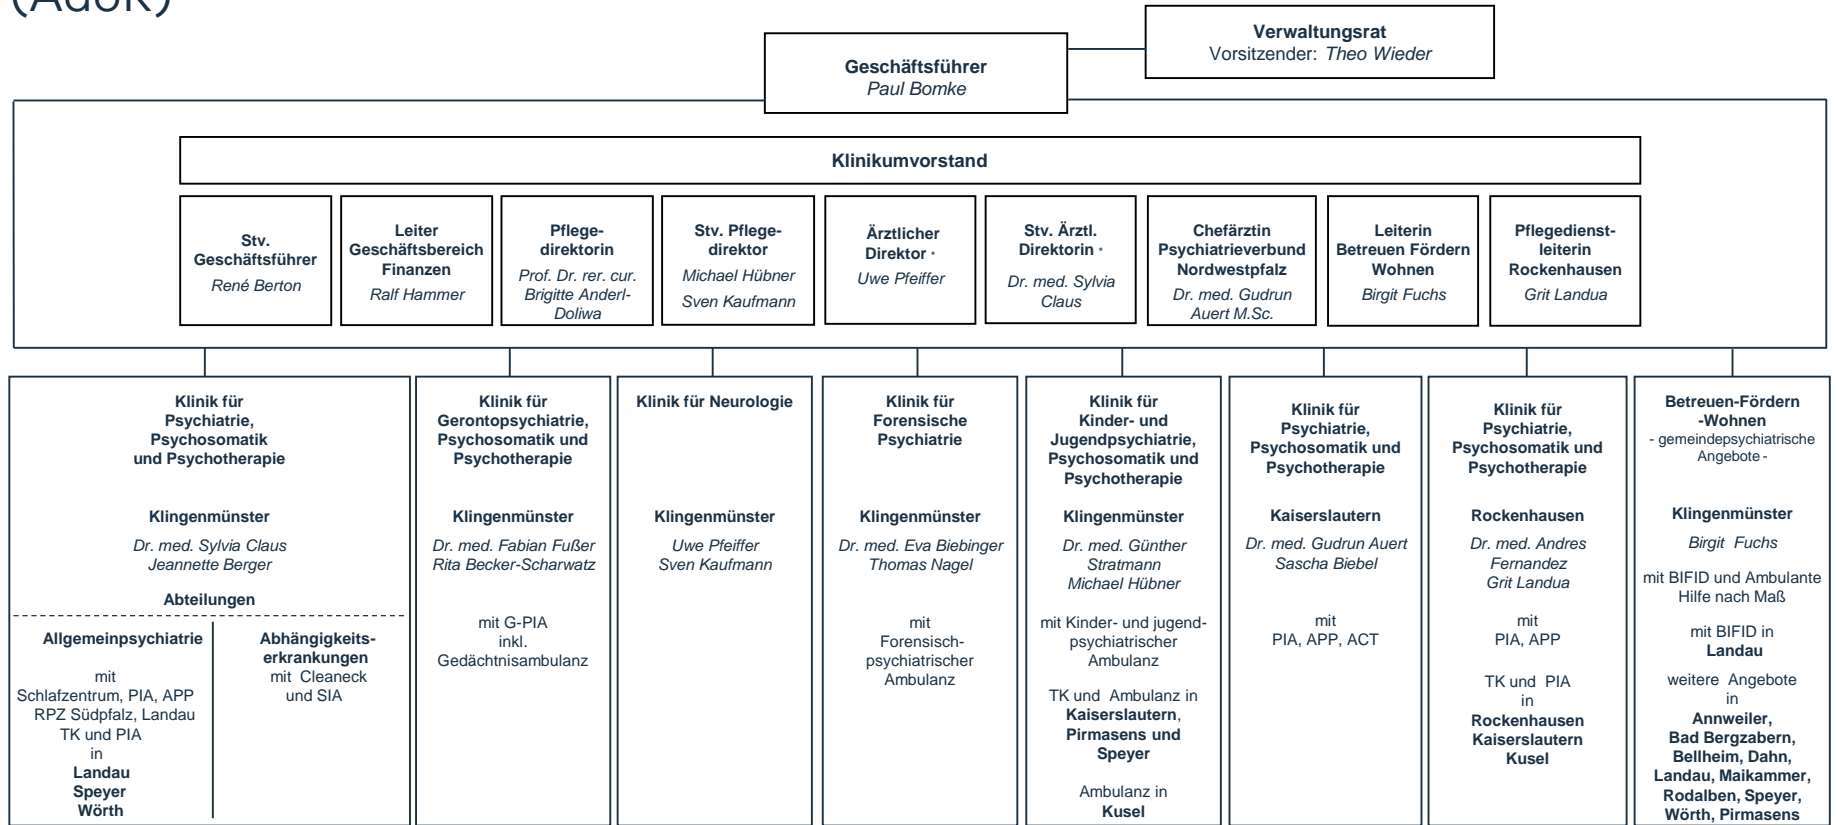 (AdöR)
Verwaltungsrat
Vorsitzender: Theo Wieder
Geschäftsführer
Paul Bomke
Klinikumvorstand
Stv.
Geschäftsführer
René Berton
Leiter
Geschäftsbereich
Finanzen
Ralf Hammer
Pflege-
direktorin
Prof. Dr. rer. cur.
Brigitte Anderl-
Doliwa
Stv. Pflege-
direktor
Michael Hübner
Sven Kaufmann
Ärztlicher
Direktor *
Uwe Pfeiffer
Stv. Ärztl.
Direktorin *
Dr. med. Sylvia
Claus
Chefärztin
Psychiatrieverbund
Nordwestpfalz
Dr. med. Gudrun
Auert M.Sc.
Leiterin
Betreuen Fördern
Wohnen
Birgit Fuchs
Pflegedienst-
leiterin
Rockenhausen
Grit Landua
Klinik für
Psychiatrie,
Psychosomatik
und Psychotherapie
Klingenmünster
Dr. med. Sylvia Claus
Jeannette Berger
Abteilungen
Allgemeinpsychiatrie
mit
Schlafzentrum, PIA, APP
RPZ Südpfalz, Landau
TK und PIA
in
Landau
Speyer
Wörth
Abhängigkeits-
erkrankungen
mit Cleaneck
und SIA
Klinik für
Gerontopsychiatrie,
Psychosomatik und
Psychotherapie
Klingenmünster
Dr. med. Fabian Fußer
Rita Becker-Scharwatz
mit G-PIA
inkl.
Gedächtnisambulanz
Klinik für Neurologie
Klingenmünster
Uwe Pfeiffer
Sven Kaufmann
Klinik für
Forensische
Psychiatrie
Klingenmünster
Dr. med. Eva Biebinger
Thomas Nagel
mit
Forensisch-
psychiatrischer
Ambulanz
Klinik für
Kinder- und
Jugendpsychiatrie,
Psychosomatik und
Psychotherapie
Klingenmünster
Dr. med. Günther
Stratmann
Michael Hübner
mit Kinder- und jugend-
psychiatrischer
Ambulanz
TK und Ambulanz in
Kaiserslautern,
Pirmasens und
Speyer
Ambulanz in
Kusel
Klinik für
Psychiatrie,
Psychosomatik und
Psychotherapie
Kaiserslautern
Dr. med. Gudrun Auert
Sascha Biebel
mit
PIA, APP, ACT
Klinik für
Psychiatrie,
Psychosomatik und
Psychotherapie
Rockenhausen
Dr. med. Andres
Fernandez
Grit Landua
mit
PIA, APP
TK und PIA
in
Rockenhausen
Kaiserslautern
Kusel
Betreuen-Fördern
-Wohnen
- gemeindepsychiatrische
Angebote -
Klingenmünster
Birgit Fuchs
mit BIFID und Ambulante
Hilfe nach Maß
mit BIFID in
Landau
weitere Angebote
in
Annweiler,
Bad Bergzabern,
Bellheim, Dahn,
Landau, Maikammer,
Rodalben, Speyer,
Wörth, Pirmasens